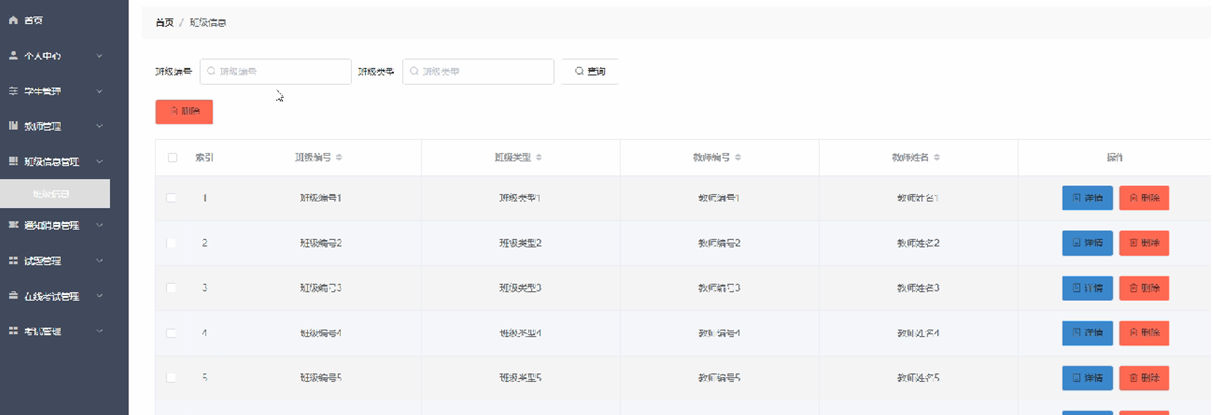 首页
个人中心
学生管理
教师管理
班级信息管理
班级信息
通知消息管理
试题管理
在线考试管理
考试管理
首页 / 班级信息
班级编号 班级编号 班级类型 班级类型 查询
删除
索引 班级编号 班级类型 教师编号 教师姓名 操作
1 班级编号1 班级类型1 教师编号1 教师姓名1 详情 删除
2 班级编号2 班级类型2 教师编号2 教师姓名2 详情 删除
3 班级编号3 班级类型3 教师编号3 教师姓名3 详情 删除
4 班级编号4 班级类型4 教师编号4 教师姓名4 详情 删除
5 班级编号5 班级类型5 教师编号5 教师姓名5 详情 删除